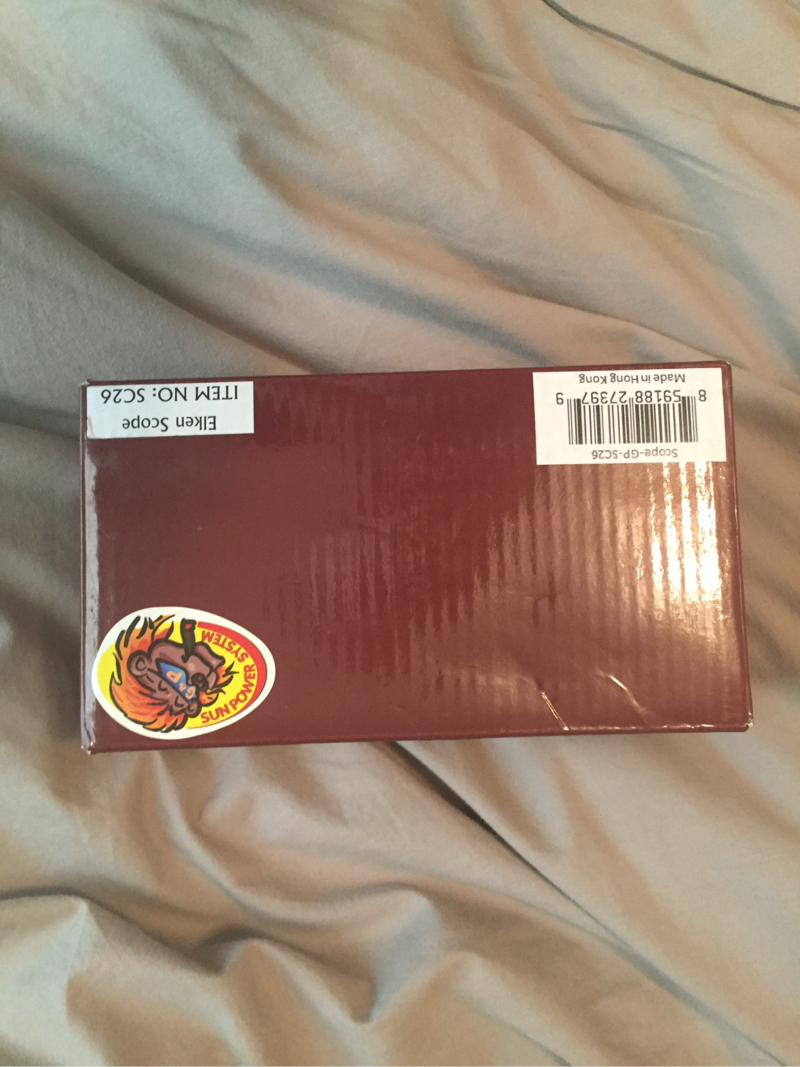 Scope-GP-SC26
8 59188 27397 9
Made in Hong Kong
Elken Scope
ITEM NO: SC26
SUN POWER SYSTEM
G&P